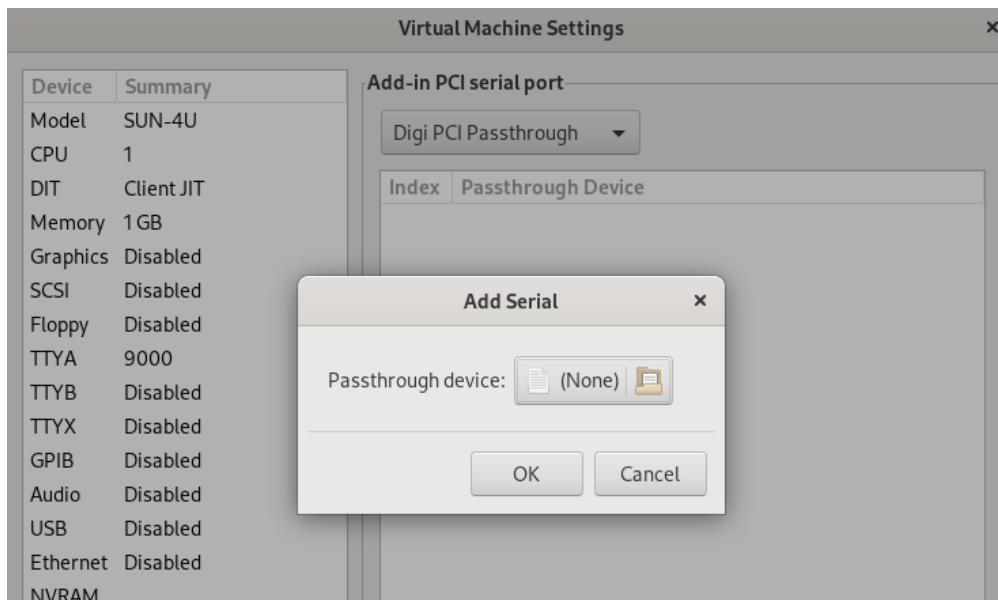 Virtual Machine Settings
Device Summary
Model SUN-4U
CPU 1
DIT Client JIT
Memory 1 GB
Graphics Disabled
SCSI Disabled
Floppy Disabled
TTYA 9000
TTYB Disabled
TTYX Disabled
GPIB Disabled
Audio Disabled
USB Disabled
Ethernet Disabled
NVRAM
Add-in PCI serial port
Digi PCI Passthrough
Index Passthrough Device
Add Serial
Passthrough device: (None)
OK Cancel